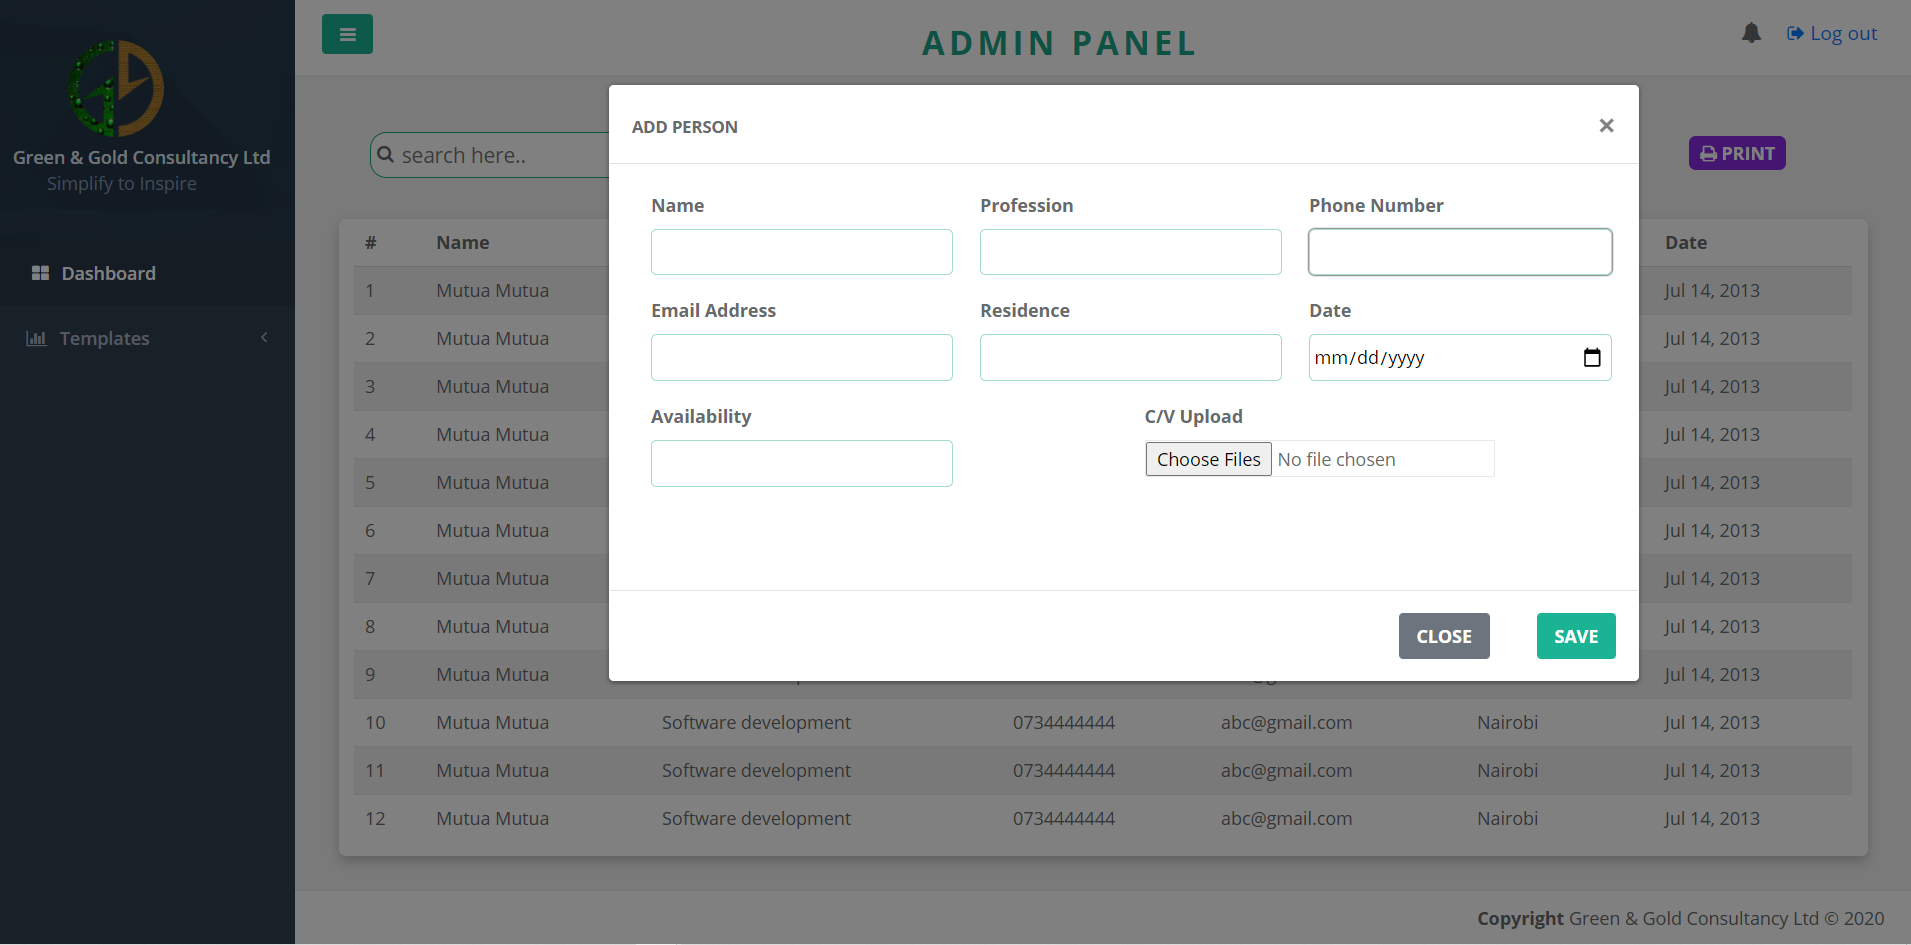 ADMIN PANEL
Log out
Green & Gold Consultancy Ltd
Simplify to Inspire
Dashboard
Templates
search here..
PRINT
ADD PERSON
×
Name Profession Phone Number
Email Address Residence Date
mm/dd/yyyy
Availability C/V Upload
Choose Files No file chosen
CLOSE SAVE
# Name Date
1 Mutua Mutua Jul 14, 2013
2 Mutua Mutua Jul 14, 2013
3 Mutua Mutua Jul 14, 2013
4 Mutua Mutua Jul 14, 2013
5 Mutua Mutua Jul 14, 2013
6 Mutua Mutua Jul 14, 2013
7 Mutua Mutua Jul 14, 2013
8 Mutua Mutua Jul 14, 2013
9 Mutua Mutua Jul 14, 2013
10 Mutua Mutua Software development 0734444444 abc@gmail.com Nairobi Jul 14, 2013
11 Mutua Mutua Software development 0734444444 abc@gmail.com Nairobi Jul 14, 2013
12 Mutua Mutua Software development 0734444444 abc@gmail.com Nairobi Jul 14, 2013
Copyright Green & Gold Consultancy Ltd © 2020